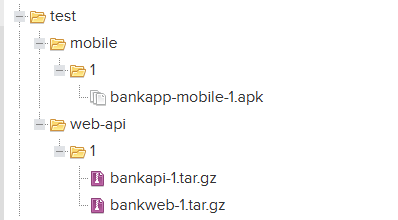 test
mobile
1
bankapp-mobile-1.apk
web-api
1
bankapi-1.tar.gz
bankweb-1.tar.gz